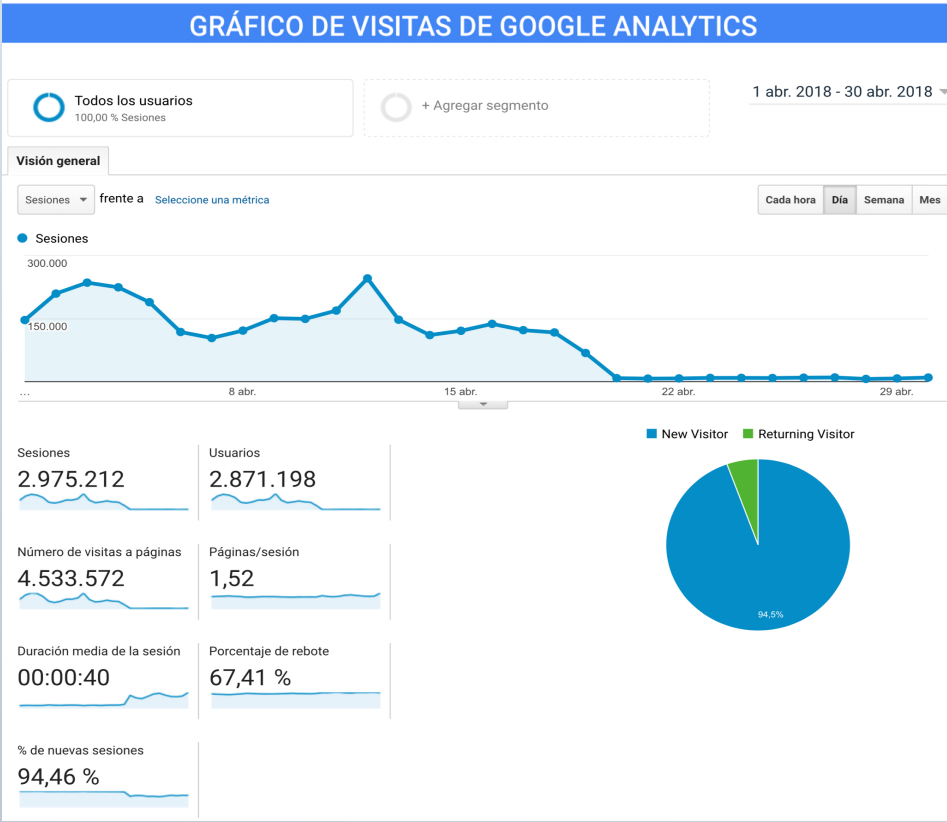 GRÁFICO DE VISITAS DE GOOGLE ANALYTICS
Todos los usuarios
100,00 % Sesiones
+ Agregar segmento
1 abr. 2018 - 30 abr. 2018
Visión general
Sesiones frente a Seleccione una métrica
Cada hora Día Semana Mes
Sesiones
300.000
150.000
... 8 abr. 15 abr. 22 abr. 29 abr.
New Visitor Returning Visitor
94,5%
Sesiones Usuarios
2.975.212 2.871.198
Número de visitas a páginas Páginas/sesión
4.533.572 1,52
Duración media de la sesión Porcentaje de rebote
00:00:40 67,41 %
% de nuevas sesiones
94,46 %